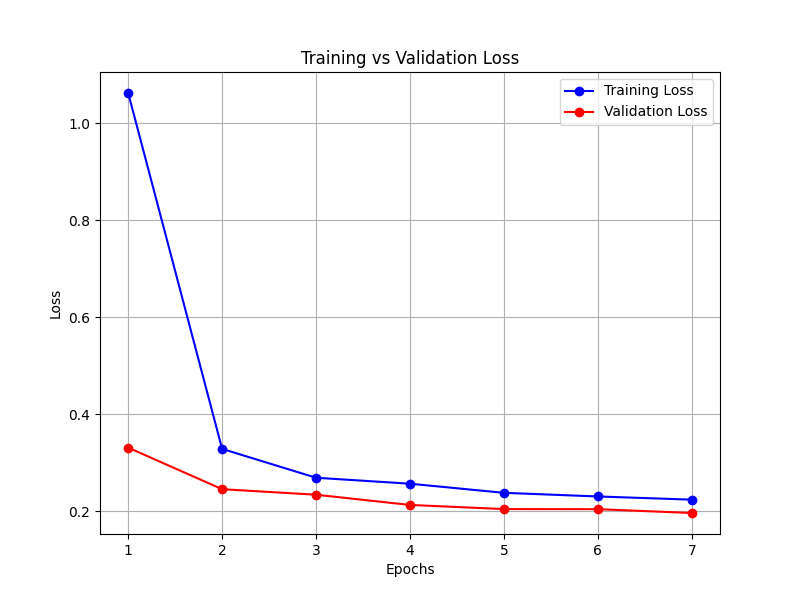 Training vs Validation Loss
Training Loss
Validation Loss
1.0
0.8
0.6
0.4
0.2
Loss
1 2 3 4 5 6 7
Epochs